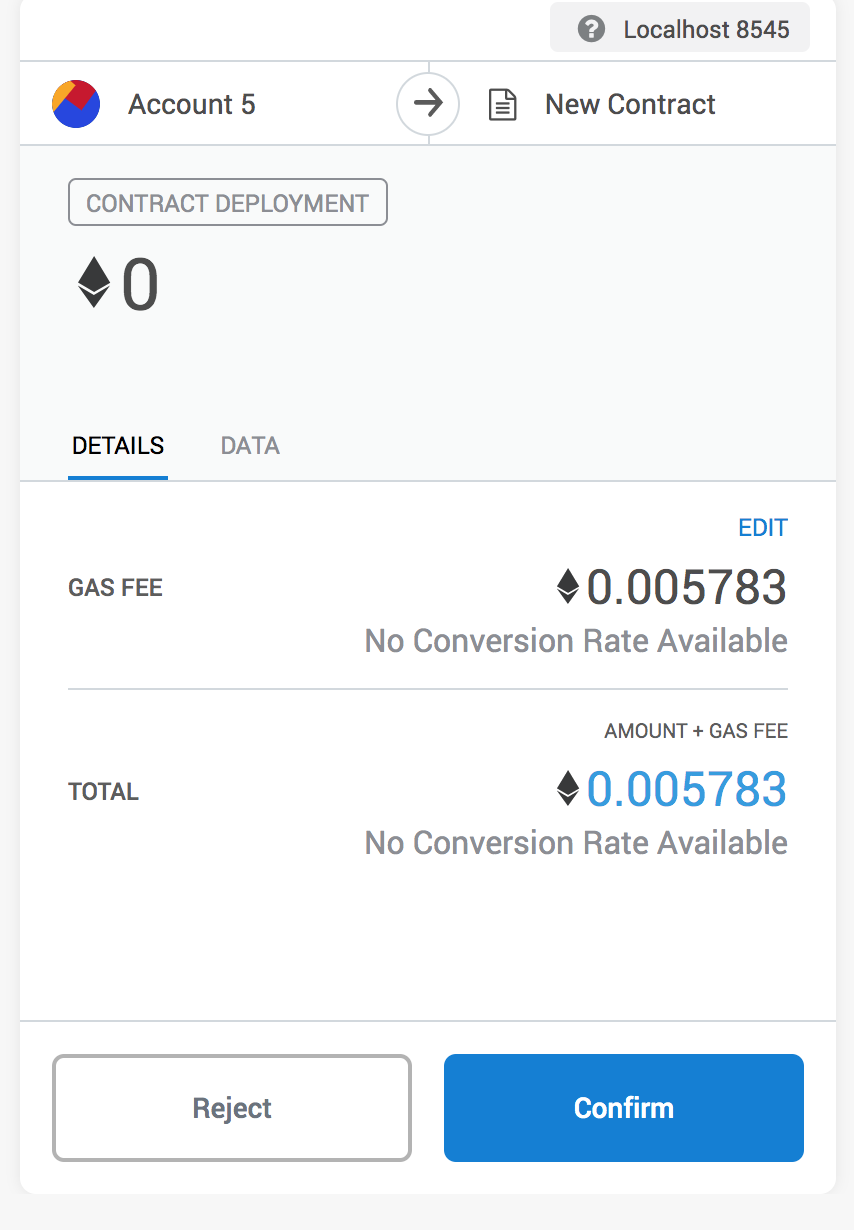 Localhost 8545
Account 5
New Contract
CONTRACT DEPLOYMENT
0
DETAILS DATA
EDIT
GAS FEE 0.005783
No Conversion Rate Available
AMOUNT + GAS FEE
TOTAL 0.005783
No Conversion Rate Available
Reject Confirm